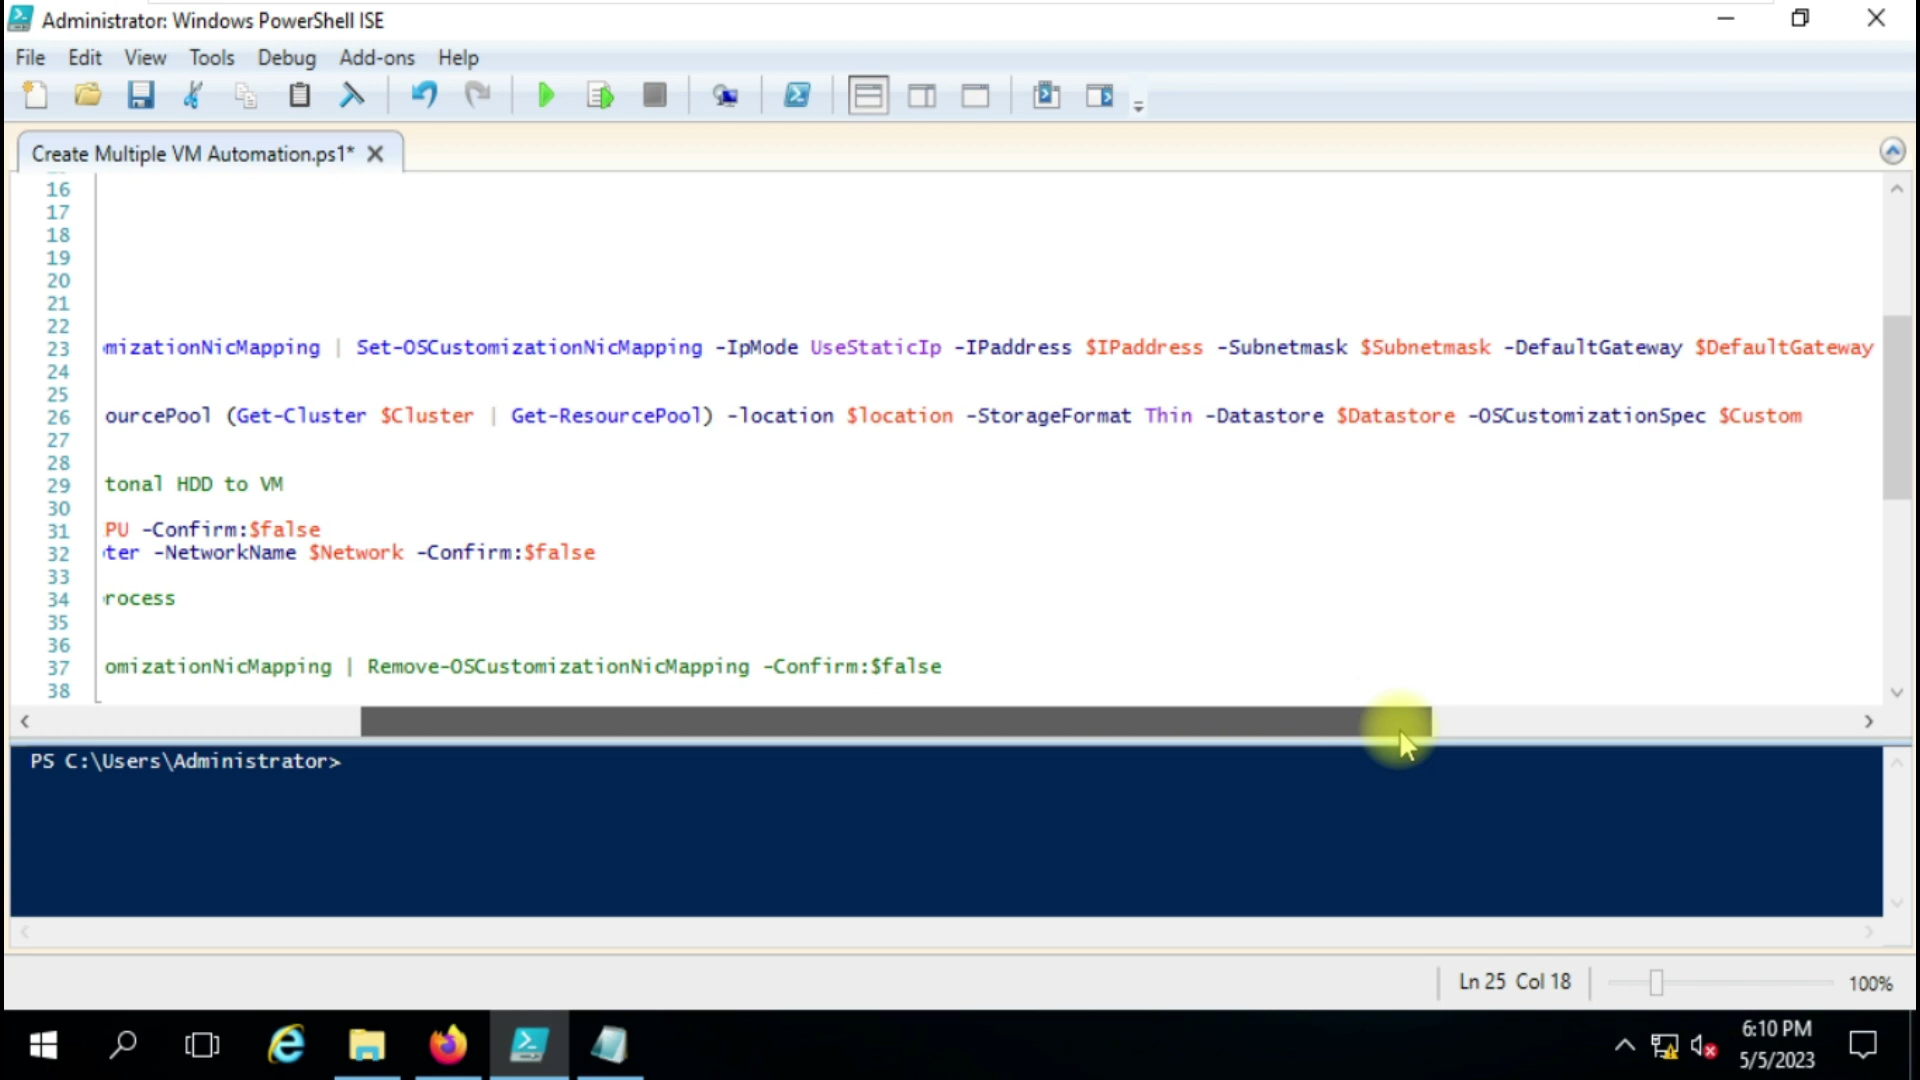 Administrator: Windows PowerShell ISE
File Edit View Tools Debug Add-ons Help
Create Multiple VM Automation.ps1*
16
17
18
19
20
21
22
23 mizationNicMapping | Set-OSCustomizationNicMapping -IpMode UseStaticIp -IPaddress $IPaddress -Subnetmask $Subnetmask -DefaultGateway $DefaultGateway
24
25
26 ourcePool (Get-Cluster $Cluster | Get-ResourcePool) -location $location -StorageFormat Thin -Datastore $Datastore -OSCustomizationSpec $Custom
27
28
29 tonal HDD to VM
30
31 PU -Confirm:$false
32 ter -NetworkName $Network -Confirm:$false
33
34 rocess
35
36
37 omizationNicMapping | Remove-OSCustomizationNicMapping -Confirm:$false
38
PS C:\Users\Administrator>
Ln 25 Col 18 100%
6:10 PM
5/5/2023